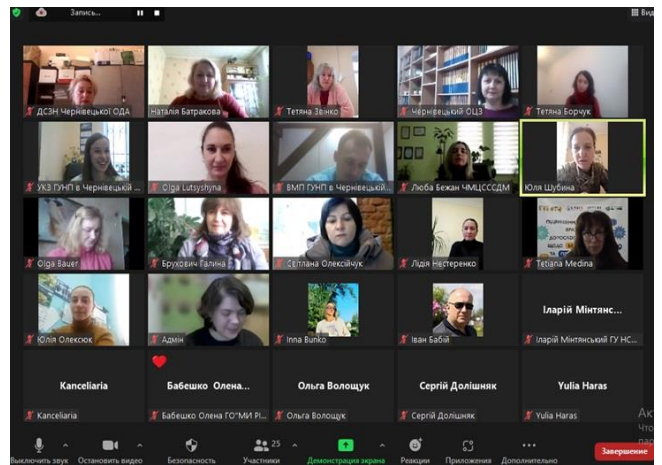 Запись...
Вид
ДСЗН Чернівецької ОДА
Наталія Батракова
Тетяна Звінко
Чернівецький ОЦЗ
Тетяна Борчук
УКЗ ГУНП в Чернівецькій ...
Olga Lutsyshyna
ВМП ГУНП в Чернівецькій...
Люба Бежан ЧМЦСССДМ
Юля Шубина
Olga Bauer
Брухович Галина
Світлана Олексійчук
Лідія Нестеренко
Tetiana Medina
Юлія Олексюк
Адмін
Inna Bunko
Іван Бабій
Іларій Мінтянс...
Іларій Мінтянський ГУ НС...
Kanceliaria
Бабешко Олена...
Ольга Волощук
Сергій Долішняк
Yulia Haras
Kanceliaria
Бабешко Олена ГО"МИ РІ...
Ольга Волощук
Сергій Долішняк
Yulia Haras
Выключить звук
Остановить видео
Безопасность
Участники
25
Демонстрация экрана
Реакции
Приложения
Дополнительно
Завершение